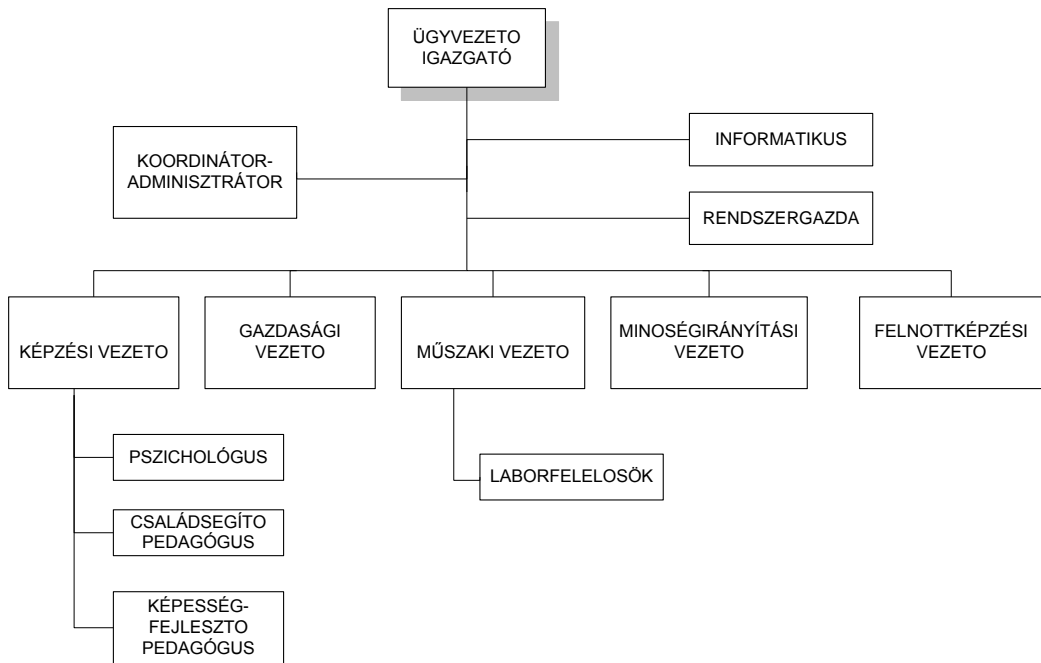 ÜGYVEZETO
IGAZGATÓ
KOORDINÁTOR-
ADMINISZTRÁTOR
INFORMATIKUS
RENDSZERGAZDA
KÉPZÉSI VEZETO
GAZDASÁGI
VEZETO
MŰSZAKI VEZETO
MINOSÉGIRÁNYÍTÁSI
VEZETO
FELNOTTKÉPZÉSI
VEZETO
PSZICHOLÓGUS
CSALÁDSEGÍTO
PEDAGÓGUS
KÉPESSÉG-
FEJLESZTO
PEDAGÓGUS
LABORFELELOSÖK